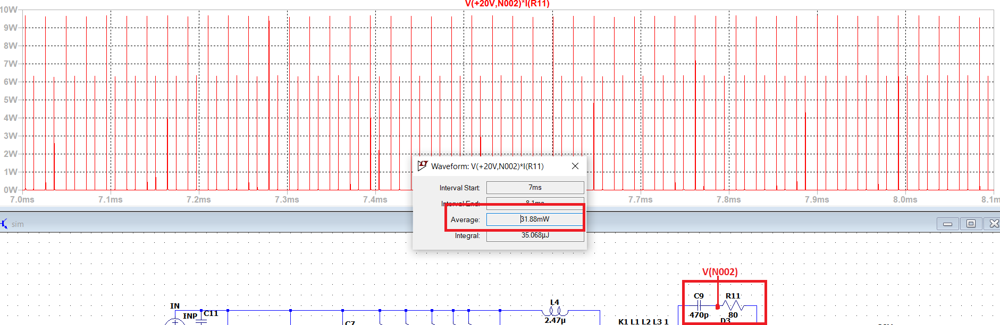 V(+20V,N002)*I(R11)
10W
9W
8W
7W
6W
5W
4W
3W
2W
1W
0W
7.0ms 7.1ms 7.2ms 7.3ms 7.4ms 7.7ms 7.8ms 7.9ms 8.0ms 8.1m
Waveform: V(+20V,N002)*I(R11)
Interval Start: 7ms
Interval End: 8.1ms
Average: 31.88mW
Integral: 35.068µJ
sim
V(N002)
C9 R11
470p 80
D3
IN
INP C11
C7
L4
2.47µ
K1 L1 L2 L3 1